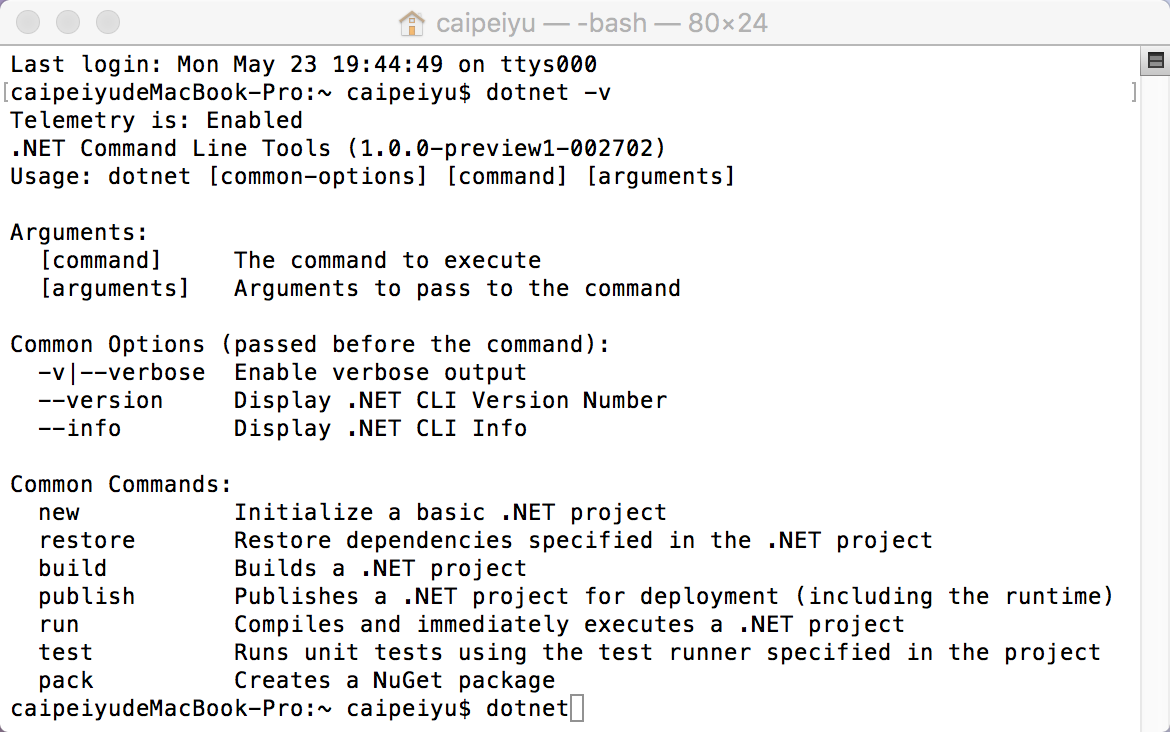 caipeiyu — -bash — 80×24
Last login: Mon May 23 19:44:49 on ttys000
[caipeiyudeMacBook-Pro:~ caipeiyu$ dotnet -v ]
Telemetry is: Enabled
.NET Command Line Tools (1.0.0-preview1-002702)
Usage: dotnet [common-options] [command] [arguments]
Arguments:
[command] The command to execute
[arguments] Arguments to pass to the command
Common Options (passed before the command):
-v|--verbose Enable verbose output
--version Display .NET CLI Version Number
--info Display .NET CLI Info
Common Commands:
new Initialize a basic .NET project
restore Restore dependencies specified in the .NET project
build Builds a .NET project
publish Publishes a .NET project for deployment (including the runtime)
run Compiles and immediately executes a .NET project
test Runs unit tests using the test runner specified in the project
pack Creates a NuGet package
caipeiyudeMacBook-Pro:~ caipeiyu$ dotnet